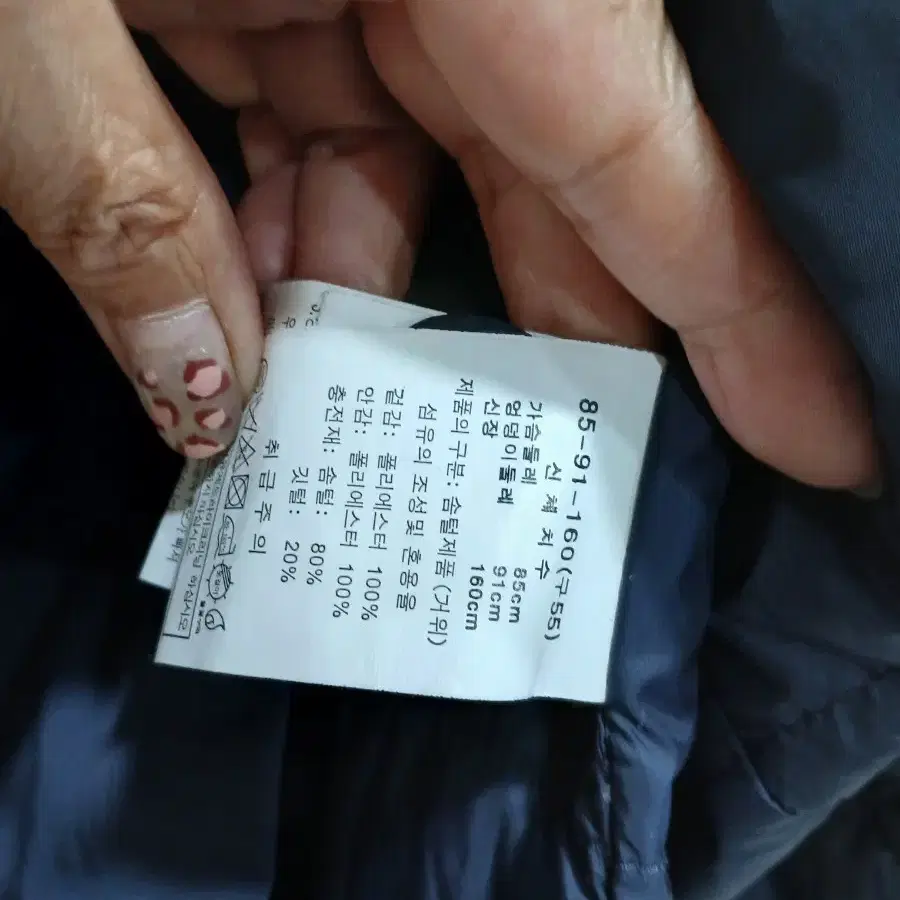 85-91-160(구55)
신 체 치 수
가슴둘레 85cm
엉덩이둘레 91cm
신장 160cm
제품의 구분: 솜털제품 (거위)
섬유의 조성및 혼용율
겉감: 폴리에스터 100%
안감: 폴리에스터 100%
충전재: 솜털: 80%
깃털: 20%
취 급 주 의